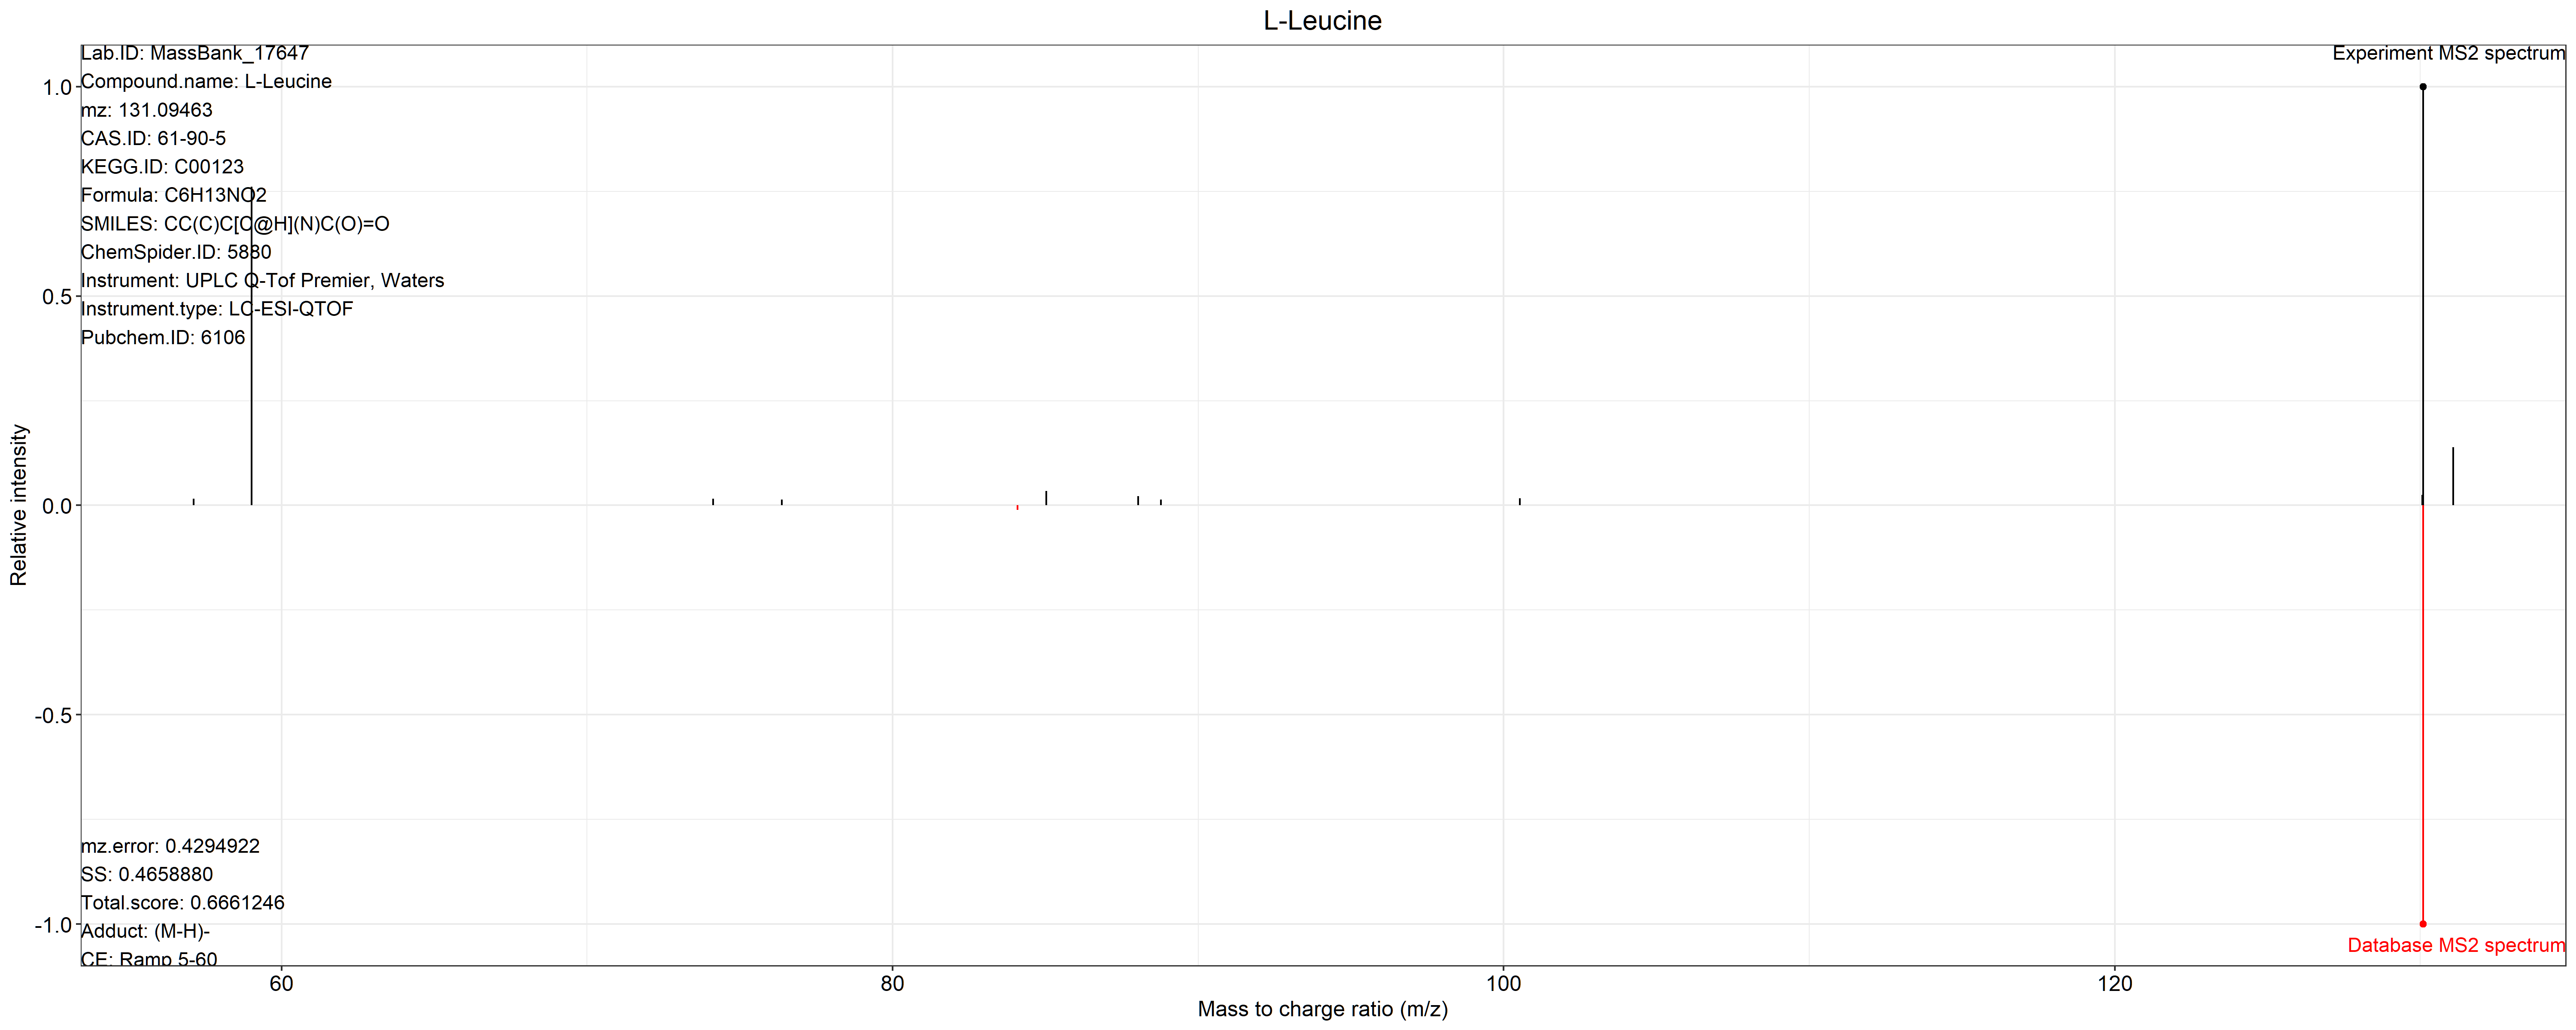 L-Leucine
Lab.ID: MassBank_17647
Experiment MS2 spectrum
Compound.name: L-Leucine
mz: 131.09463
CAS.ID: 61-90-5
KEGG.ID: C00123
Formula: C6H13NO2
SMILES: CC(C)C[C@H](N)C(O)=O
ChemSpider.ID: 5880
Instrument: UPLC Q-Tof Premier, Waters
Instrument.type: LC-ESI-QTOF
Pubchem.ID: 6106
1.0
0.5
0.0
-0.5
-1.0
Relative intensity
mz.error: 0.4294922
SS: 0.4658880
Total.score: 0.6661246
Adduct: (M-H)-
CE: Ramp 5-60
Database MS2 spectrum
60
80
100
120
Mass to charge ratio (m/z)